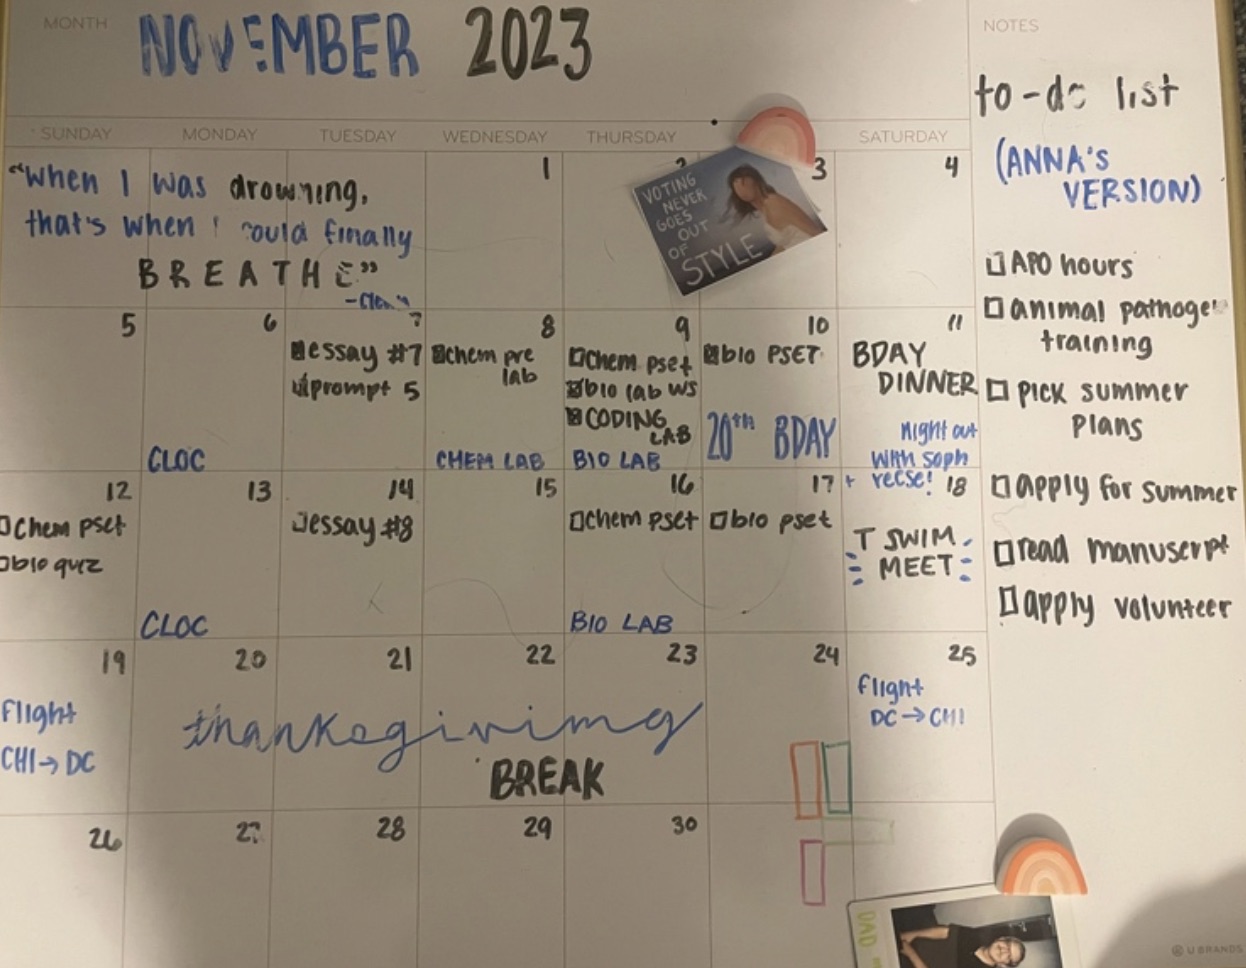 MONTH
NOVEMBER 2023
NOTES
to-do list
(ANNA'S
VERSION)
SUNDAY MONDAY TUESDAY WEDNESDAY THURSDAY SATURDAY
"when I was drowning,
that's when I could finally
BREATHE"
1
2
3
4
VOTING
NEVER
GOES
OUT
OF
STYLE
5
6
CLOC
7
essay #7
prompt 5
8
chem pre
lab
CHEM LAB
9
chem pset
bio lab ws
CODING
LAB
BIO LAB
10
bio PSET
20TH BDAY
11
BDAY
DINNER
night out
with soph
+ reese!
12
chem pset
bio quiz
13
CLOC
14
essay #8
15
16
chem pset
BIO LAB
17
bio pset
18
T SWIM
MEET
19
flight
CHI→DC
20
21
22
23
24
thanksgiving
BREAK
25
flight
DC→CHI
26
27
28
29
30
APO hours
animal pathogen
training
pick summer
plans
apply for summer
read manuscript
apply volunteer
DAD
U BRANDS